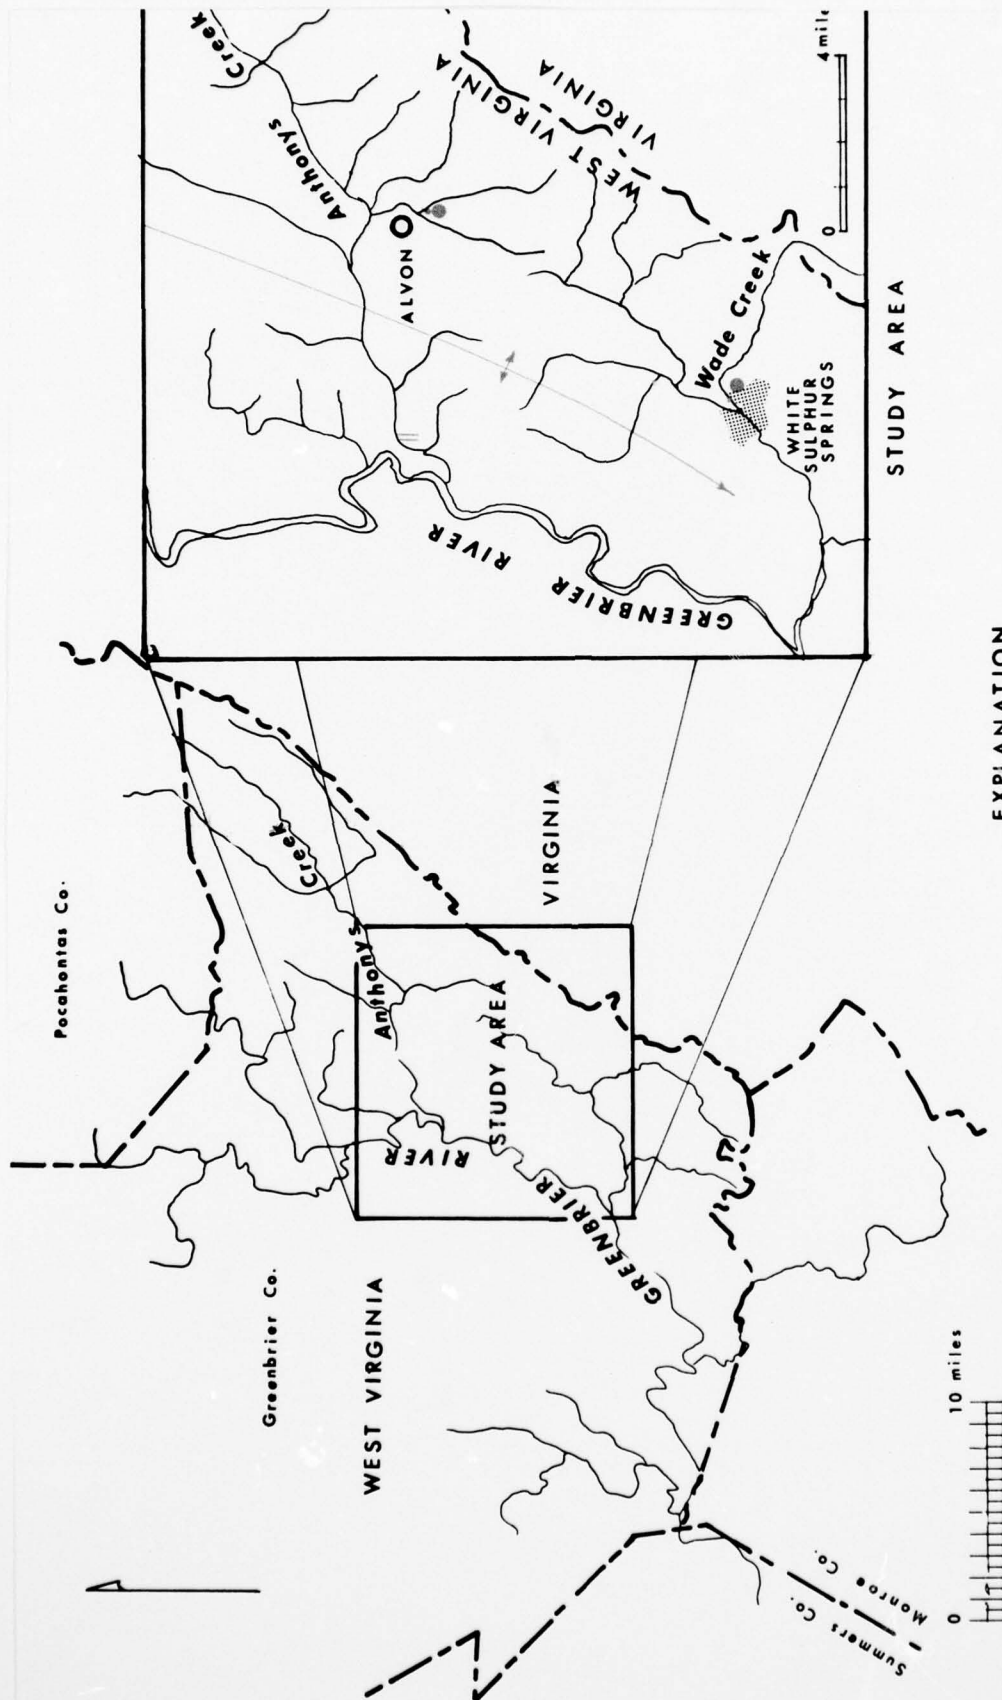 Pocahontas Co.
Greenbrier Co.
WEST VIRGINIA
Anthonys Creek
STUDY AREA
GREENBRIER RIVER
VIRGINIA
Summers Co.
Monroe Co.
0 10 miles
Anthonys Creek
ALVON
WEST VIRGINIA
VIRGINIA
GREENBRIER RIVER
Wade Creek
WHITE
SULPHUR
SPRINGS
0 4
STUDY AREA
EXPLANATION